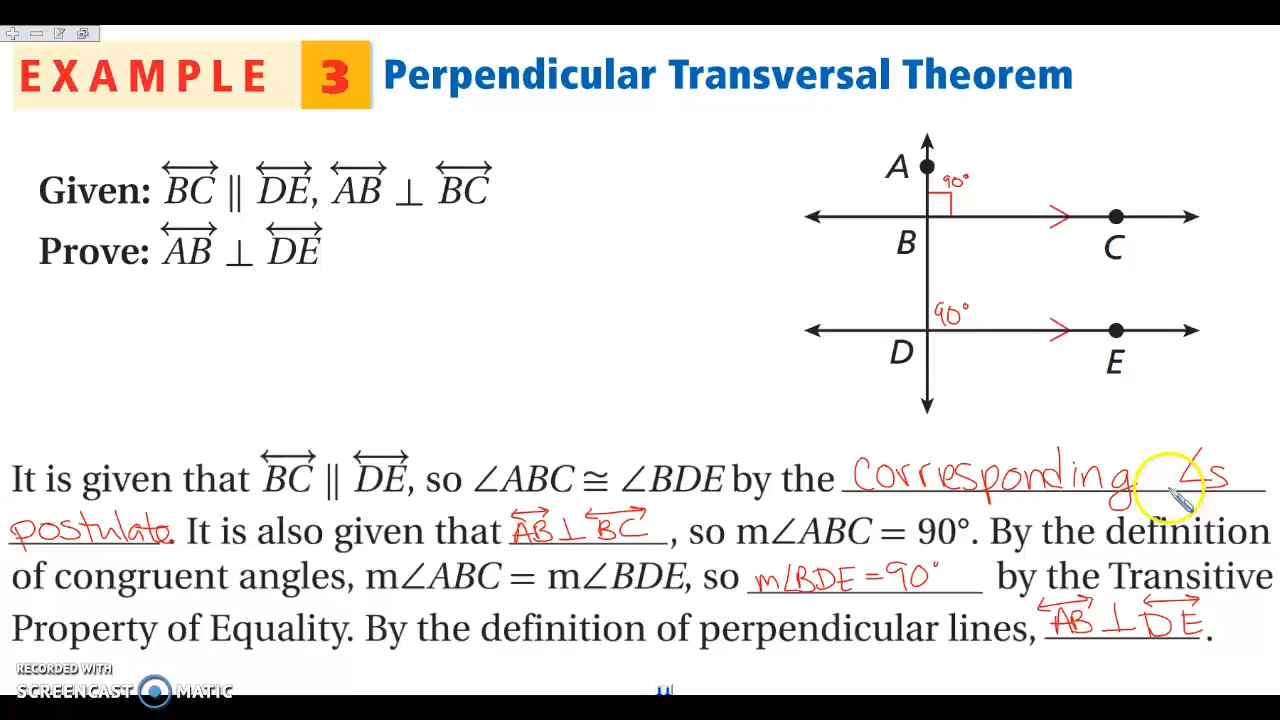 EXAMPLE 3 Perpendicular Transversal Theorem
Given: BC ∥ DE, AB ⊥ BC
Prove: AB ⊥ DE
A
90°
B
C
90°
D
E
It is given that BC ∥ DE, so ∠ABC ≅ ∠BDE by the corresponding ∠s
postulate. It is also given that AB ⊥ BC, so m∠ABC = 90°. By the definition
of congruent angles, m∠ABC = m∠BDE, so m∠BDE = 90° by the Transitive
Property of Equality. By the definition of perpendicular lines, AB ⊥ DE.
RECORDED WITH
SCREENCAST MATIC